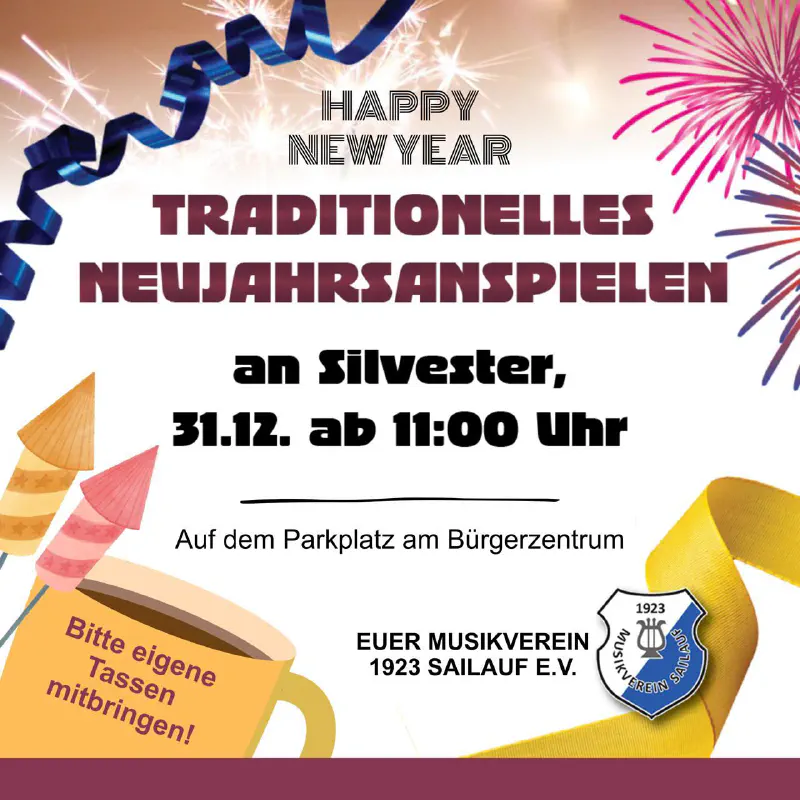 HAPPY
NEW YEAR
TRADITIONELLES
NEUJAHRSANSPIELEN
an Silvester,
31.12. ab 11:00 Uhr
Auf dem Parkplatz am Bürgerzentrum
EUER MUSIKVEREIN
1923 SAILAUF E.V.
1923
MUSIKVEREIN SAILAUF
Bitte eigene
Tassen
mitbringen!